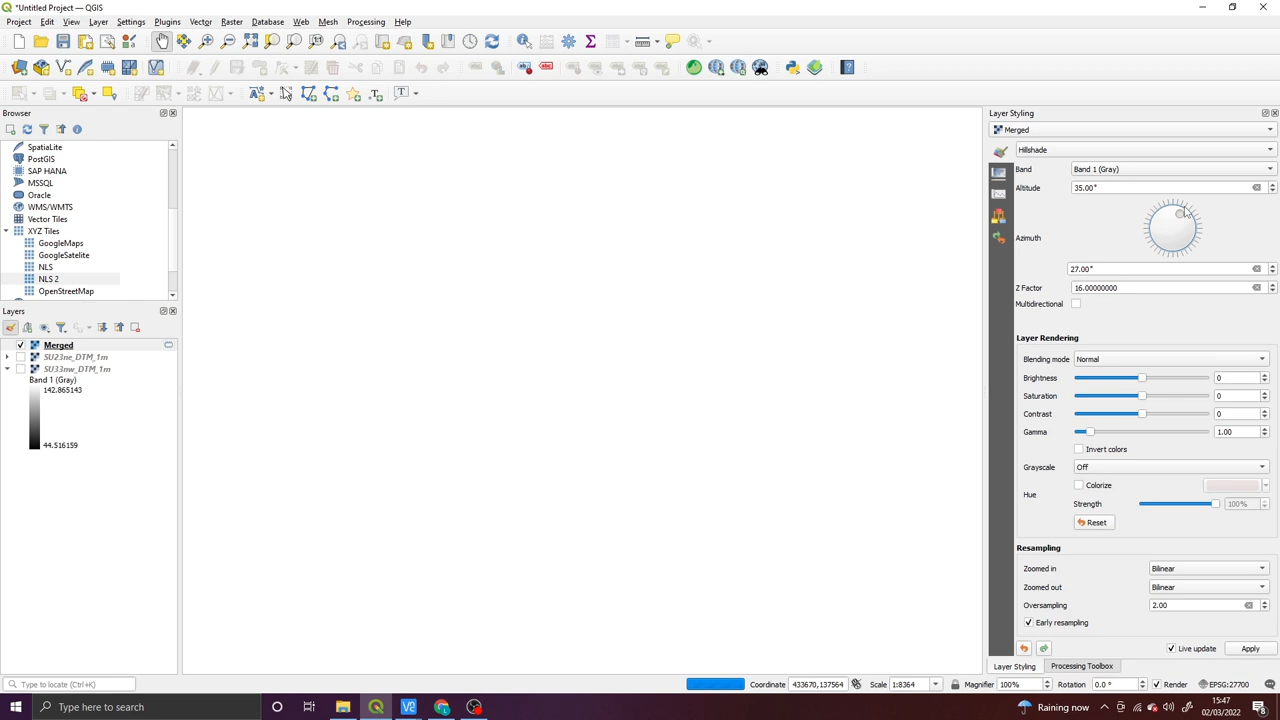 *Untitled Project — QGIS
Project Edit View Layer Settings Plugins Vector Raster Database Web Mesh Processing Help
Browser
SpatiaLite
PostGIS
SAP HANA
MSSQL
Oracle
WMS/WMTS
Vector Tiles
XYZ Tiles
GoogleMaps
GoogleSatelite
NLS
NLS 2
OpenStreetMap
Layers
Merged
SU23ne_DTM_1m
SU33nw_DTM_1m
Band 1 (Gray)
142.865143
44.516159
Layer Styling
Merged
Hillshade
Band Band 1 (Gray)
Altitude 35.00°
Azimuth
27.00°
Z Factor 16.00000000
Multidirectional
Layer Rendering
Blending mode Normal
Brightness 0
Saturation 0
Contrast 0
Gamma 1.00
Invert colors
Grayscale Off
Hue Colorize
Strength 100%
Reset
Resampling
Zoomed in Bilinear
Zoomed out Bilinear
Oversampling 2.00
Early resampling
Live update Apply
Layer Styling Processing Toolbox
Type to locate (Ctrl+K) Coordinate 433670,137564 Scale 1:8364 Magnifier 100% Rotation 0.0 ° Render EPSG:27700
Type here to search Raining now 15:47
02/03/2022